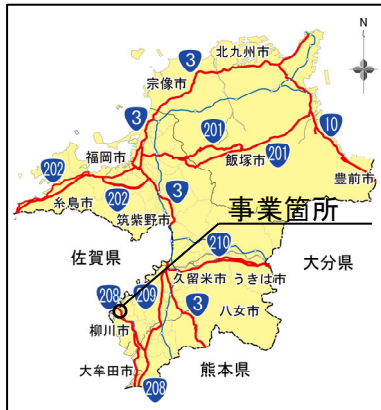 N
3
北九州市
宗像市
3
201
10
福岡市
202
飯塚市
201
豊前市
糸島市
202
3
筑紫野市
事業箇所
佐賀県
210
大分県
久留米市
うきは市
208
209
3
八女市
柳川市
大牟田市
熊本県
208